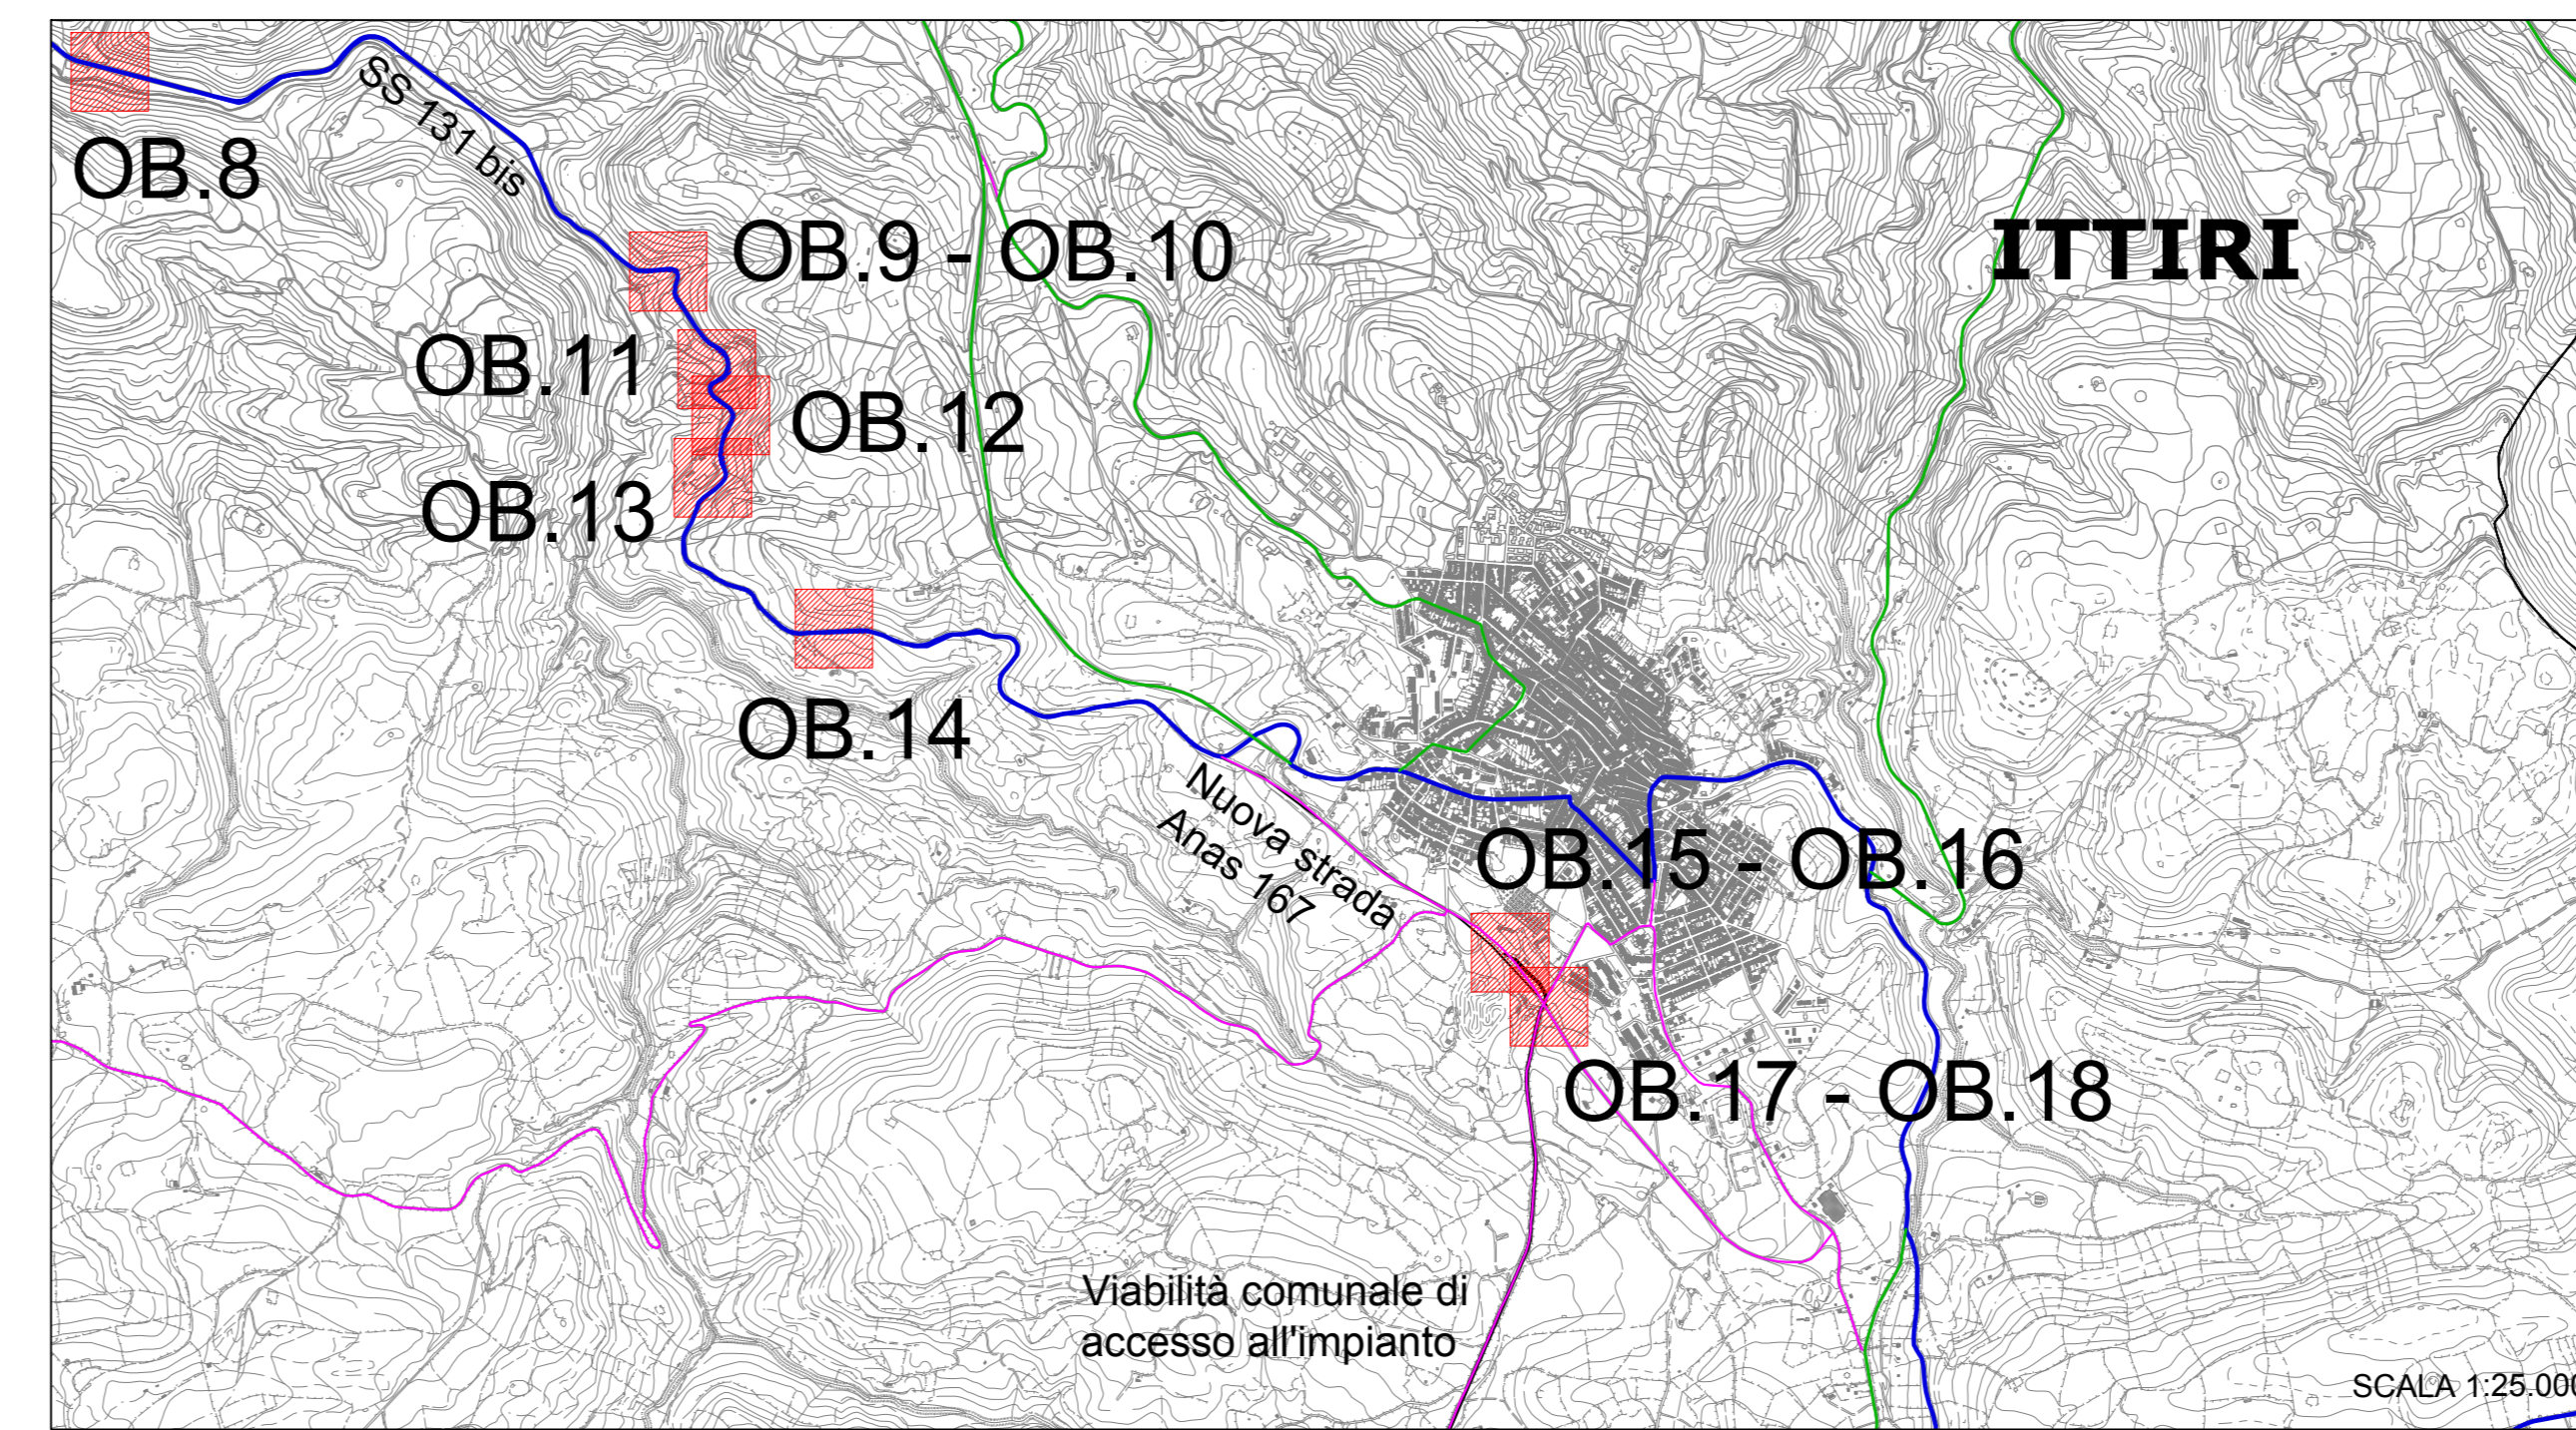 SS 131 bis
OB.8
OB.9 - OB.10
ITTIRI
OB.11
OB.12
OB.13
OB.14
Nuova strada
Anas 167
OB.15 - OB.16
OB.17 - OB.18
Viabilità comunale di
accesso all'impianto
SCALA 1:25.000